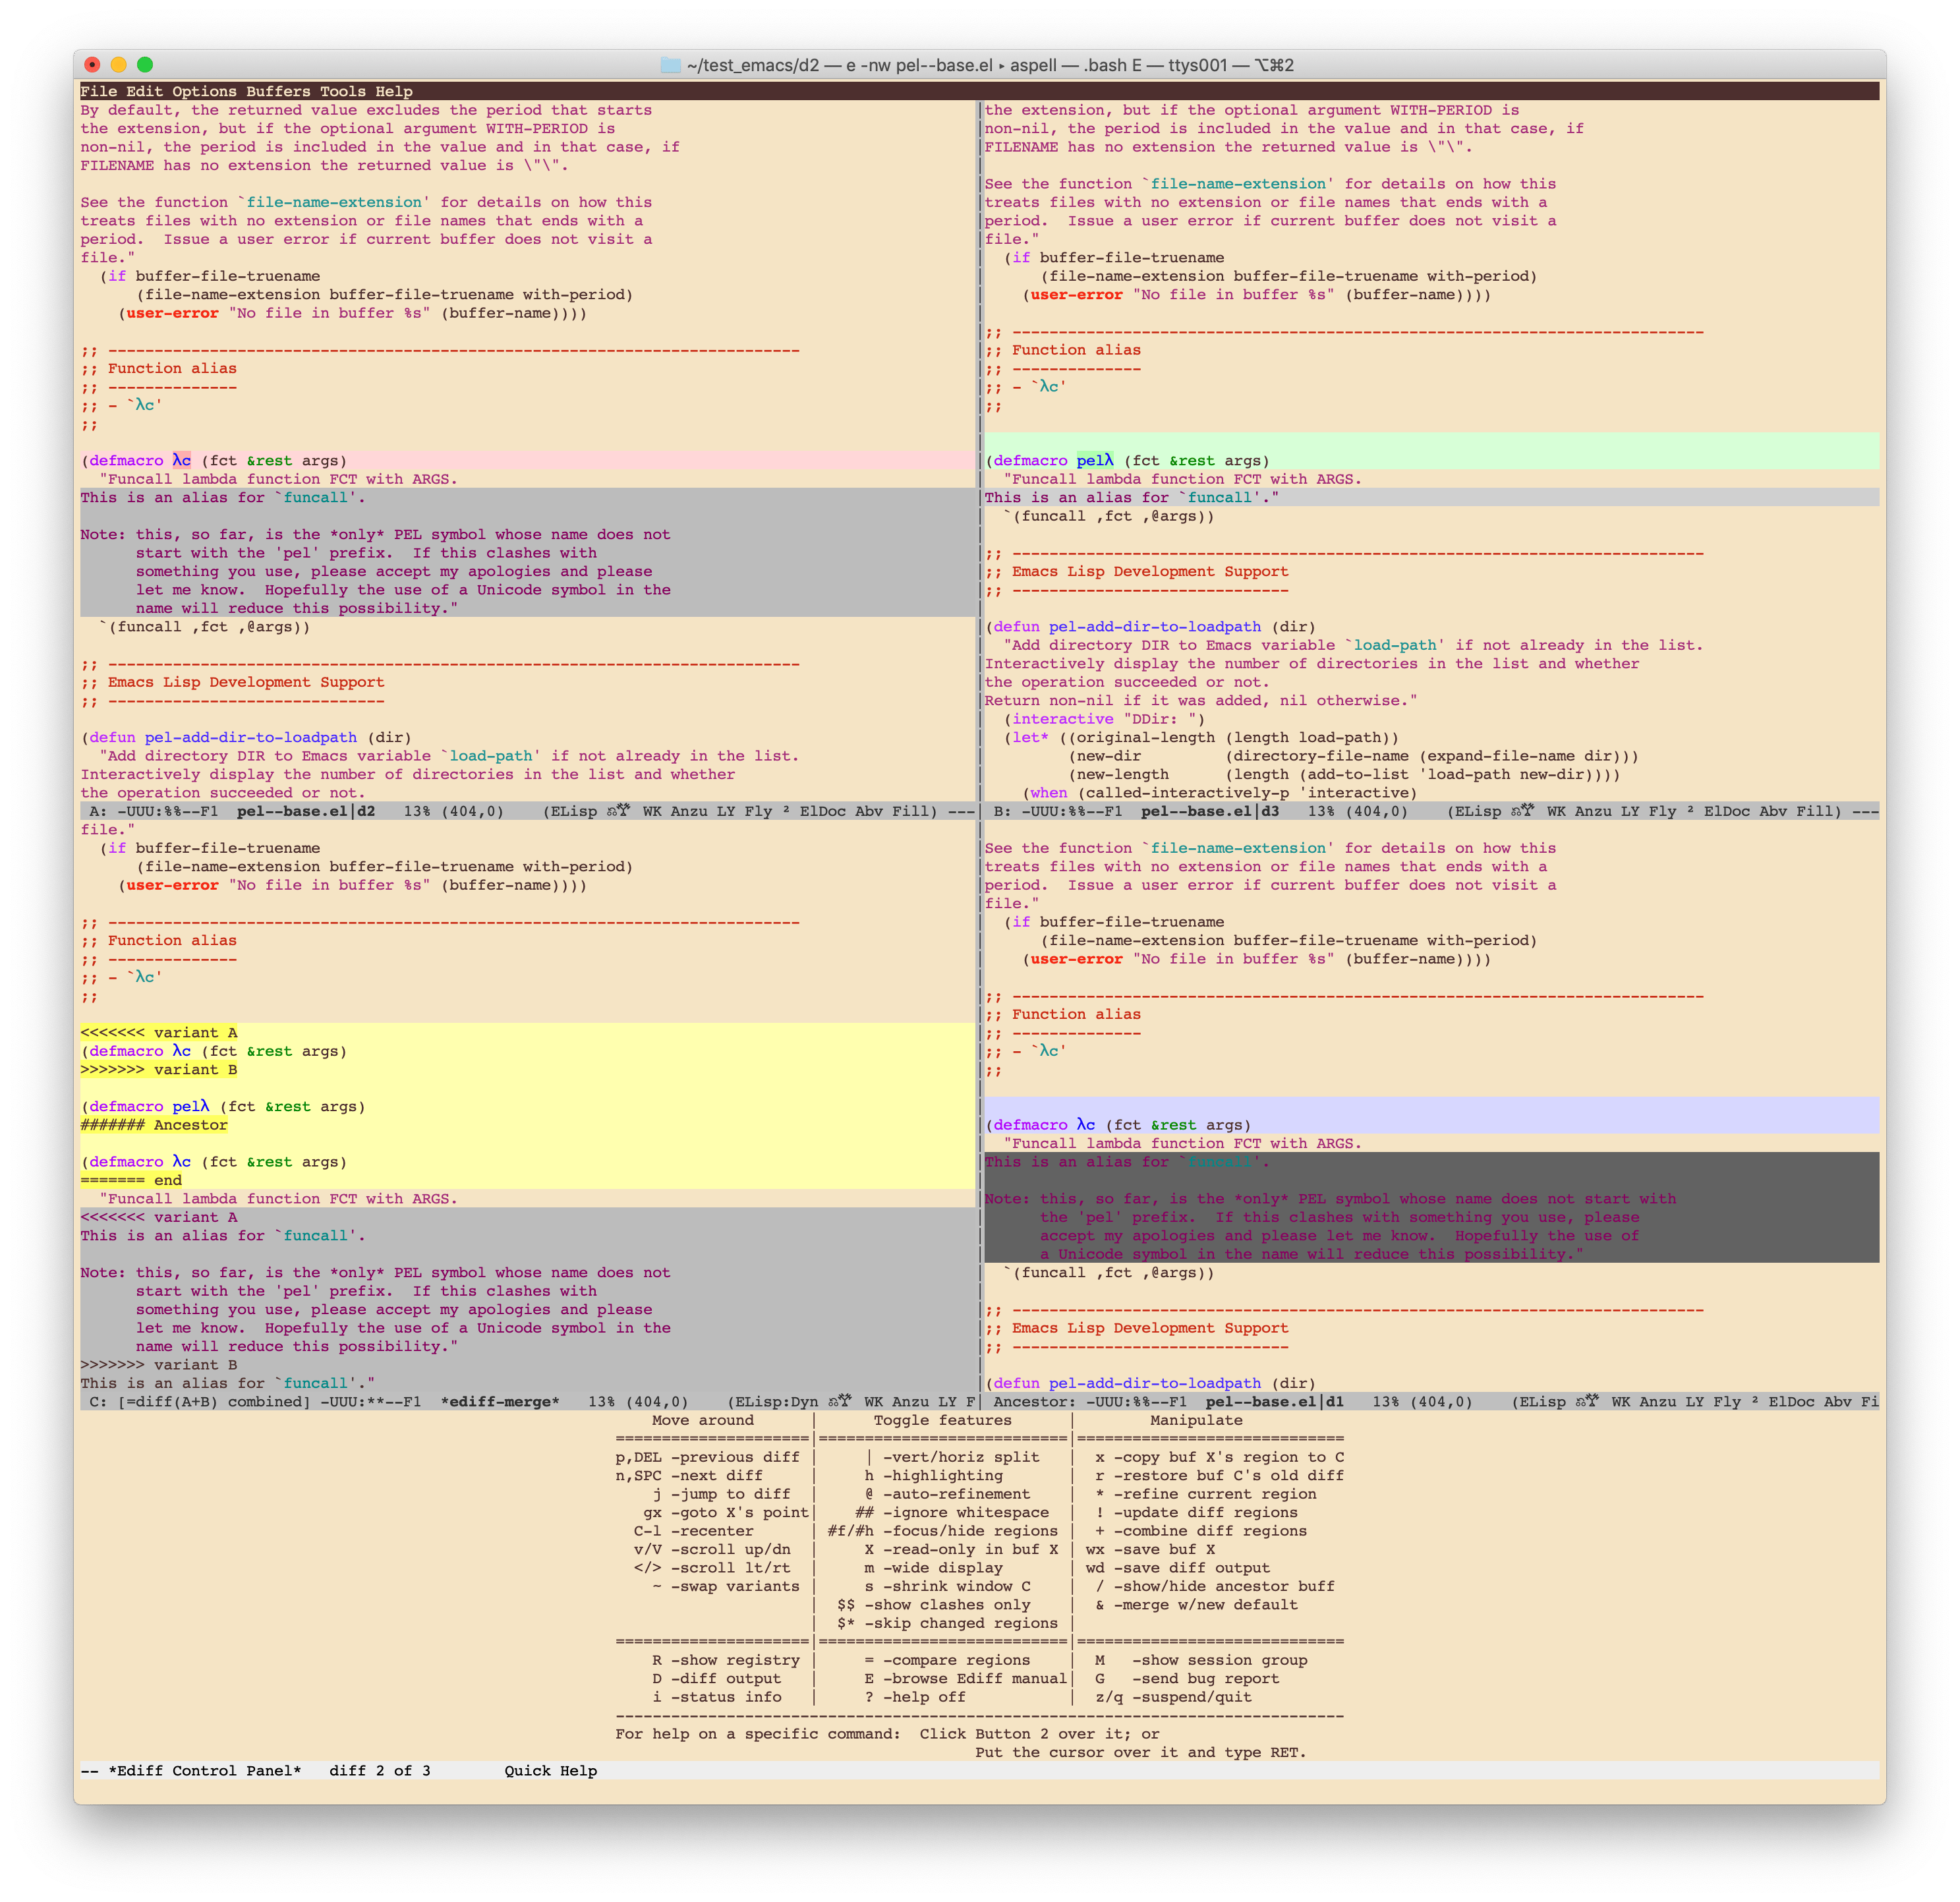 ~/test_emacs/d2 — e -nw pel--base.el ▸ aspell — .bash E — ttys001 — ⌥⌘2
File Edit Options Buffers Tools Help
By default, the returned value excludes the period that starts
the extension, but if the optional argument WITH-PERIOD is
non-nil, the period is included in the value and in that case, if
FILENAME has no extension the returned value is \"\".
See the function `file-name-extension' for details on how this
treats files with no extension or file names that ends with a
period.  Issue a user error if current buffer does not visit a
file."
  (if buffer-file-truename
      (file-name-extension buffer-file-truename with-period)
    (user-error "No file in buffer %s" (buffer-name))))
;; ---------------------------------------------------------------------------
;; Function alias
;; --------------
;; - `λc'
;;
(defmacro λc (fct &rest args)
  "Funcall lambda function FCT with ARGS.
This is an alias for `funcall'.
Note: this, so far, is the *only* PEL symbol whose name does not
      start with the 'pel' prefix.  If this clashes with
      something you use, please accept my apologies and please
      let me know.  Hopefully the use of a Unicode symbol in the
      name will reduce this possibility."
  `(funcall ,fct ,@args))
;; ---------------------------------------------------------------------------
;; Emacs Lisp Development Support
;; ------------------------------
(defun pel-add-dir-to-loadpath (dir)
  "Add directory DIR to Emacs variable `load-path' if not already in the list.
Interactively display the number of directories in the list and whether
the operation succeeded or not.
A: -UUU:%%--F1  pel--base.el|d2   13% (404,0)    (ELisp WK Anzu LY Fly ² ElDoc Abv Fill) ---
the extension, but if the optional argument WITH-PERIOD is
non-nil, the period is included in the value and in that case, if
FILENAME has no extension the returned value is \"\".
See the function `file-name-extension' for details on how this
treats files with no extension or file names that ends with a
period.  Issue a user error if current buffer does not visit a
file."
  (if buffer-file-truename
      (file-name-extension buffer-file-truename with-period)
    (user-error "No file in buffer %s" (buffer-name))))
;; ---------------------------------------------------------------------------
;; Function alias
;; --------------
;; - `λc'
;;
(defmacro pelλ (fct &rest args)
  "Funcall lambda function FCT with ARGS.
This is an alias for `funcall'."
  `(funcall ,fct ,@args))
;; ---------------------------------------------------------------------------
;; Emacs Lisp Development Support
;; ------------------------------
(defun pel-add-dir-to-loadpath (dir)
  "Add directory DIR to Emacs variable `load-path' if not already in the list.
Interactively display the number of directories in the list and whether
the operation succeeded or not.
Return non-nil if it was added, nil otherwise."
  (interactive "DDir: ")
  (let* ((original-length (length load-path))
         (new-dir         (directory-file-name (expand-file-name dir)))
         (new-length      (length (add-to-list 'load-path new-dir))))
    (when (called-interactively-p 'interactive)
B: -UUU:%%--F1  pel--base.el|d3   13% (404,0)    (ELisp WK Anzu LY Fly ² ElDoc Abv Fill) ---
file."
  (if buffer-file-truename
      (file-name-extension buffer-file-truename with-period)
    (user-error "No file in buffer %s" (buffer-name))))
;; ---------------------------------------------------------------------------
;; Function alias
;; --------------
;; - `λc'
;;
<<<<<<< variant A
(defmacro λc (fct &rest args)
>>>>>>> variant B
(defmacro pelλ (fct &rest args)
####### Ancestor
(defmacro λc (fct &rest args)
======= end
  "Funcall lambda function FCT with ARGS.
<<<<<<< variant A
This is an alias for `funcall'.
Note: this, so far, is the *only* PEL symbol whose name does not
      start with the 'pel' prefix.  If this clashes with
      something you use, please accept my apologies and please
      let me know.  Hopefully the use of a Unicode symbol in the
      name will reduce this possibility."
>>>>>>> variant B
This is an alias for `funcall'."
C: [=diff(A+B) combined] -UUU:**--F1  *ediff-merge*   13% (404,0)    (ELisp:Dyn WK Anzu LY F
See the function `file-name-extension' for details on how this
treats files with no extension or file names that ends with a
period.  Issue a user error if current buffer does not visit a
file."
  (if buffer-file-truename
      (file-name-extension buffer-file-truename with-period)
    (user-error "No file in buffer %s" (buffer-name))))
;; ---------------------------------------------------------------------------
;; Function alias
;; --------------
;; - `λc'
;;
(defmacro λc (fct &rest args)
  "Funcall lambda function FCT with ARGS.
This is an alias for `funcall'.
Note: this, so far, is the *only* PEL symbol whose name does not start with
      the 'pel' prefix.  If this clashes with something you use, please
      accept my apologies and please let me know.  Hopefully the use of
      a Unicode symbol in the name will reduce this possibility."
  `(funcall ,fct ,@args))
;; ---------------------------------------------------------------------------
;; Emacs Lisp Development Support
;; ------------------------------
(defun pel-add-dir-to-loadpath (dir)
Ancestor: -UUU:%%--F1  pel--base.el|d1   13% (404,0)    (ELisp WK Anzu LY Fly ² ElDoc Abv Fi
    Move around      |      Toggle features      |        Manipulate
=====================|===========================|=============================
p,DEL -previous diff |     | -vert/horiz split   |  x -copy buf X's region to C
n,SPC -next diff     |     h -highlighting       |  r -restore buf C's old diff
    j -jump to diff  |     @ -auto-refinement    |  * -refine current region
   gx -goto X's point|    ## -ignore whitespace  |  ! -update diff regions
  C-l -recenter      | #f/#h -focus/hide regions |  + -combine diff regions
  v/V -scroll up/dn  |     X -read-only in buf X | wx -save buf X
  </> -scroll lt/rt  |     m -wide display       | wd -save diff output
    ~ -swap variants |     s -shrink window C    |  / -show/hide ancestor buff
                     |  $$ -show clashes only    |  & -merge w/new default
                     |  $* -skip changed regions |
=====================|===========================|=============================
    R -show registry |     = -compare regions    |  M   -show session group
    D -diff output   |     E -browse Ediff manual|  G   -send bug report
    i -status info   |     ? -help off           |  z/q -suspend/quit
-------------------------------------------------------------------------------
For help on a specific command:  Click Button 2 over it; or
                                       Put the cursor over it and type RET.
-- *Ediff Control Panel*   diff 2 of 3        Quick Help